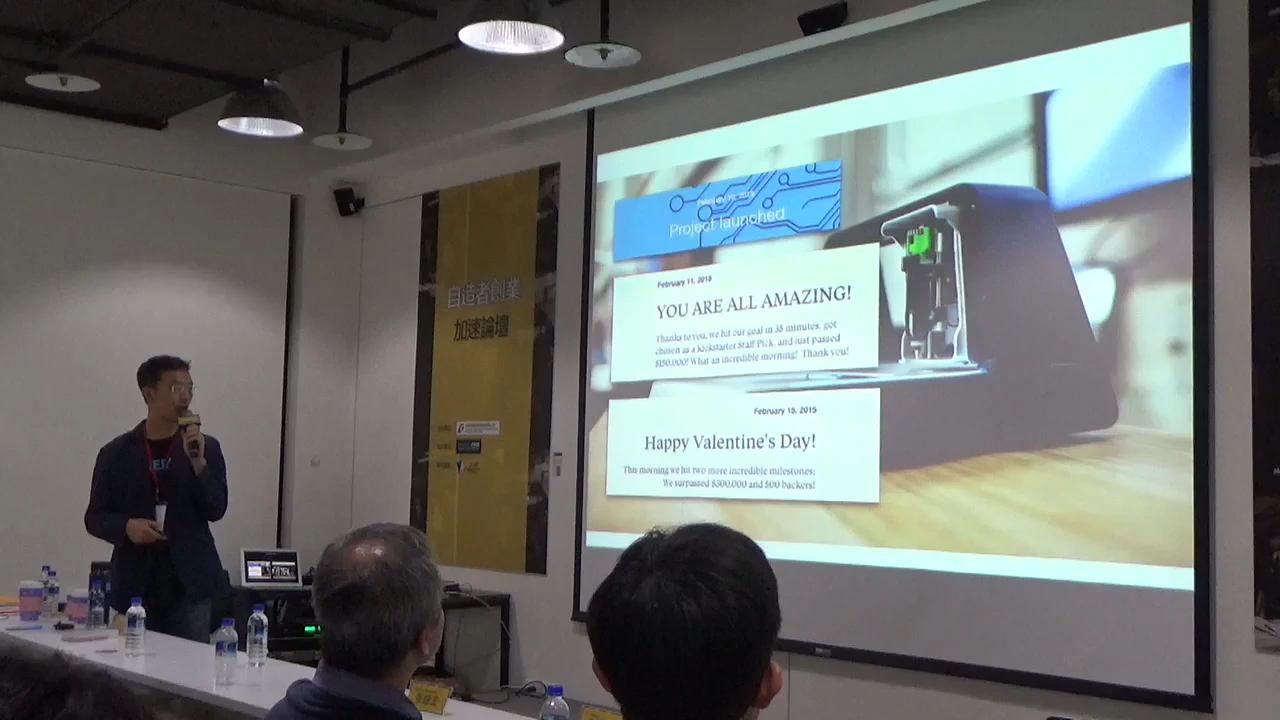 自造者創業
加速論壇
Project launched
February 11, 2015
YOU ARE ALL AMAZING!
Thanks to you, we hit our goal in 35 minutes, got
chosen as a Kickstarter Staff Pick, and just passed
$150,000! What an incredible morning! Thank you!
February 15, 2015
Happy Valentine's Day!
This morning we hit two more incredible milestones:
We surpassed $300,000 and 500 backers!